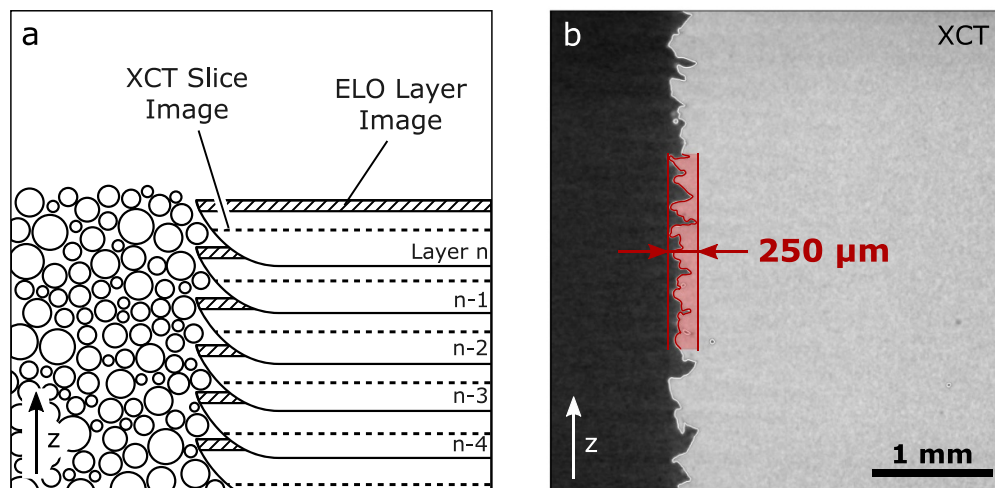 a
XCT Slice
Image
ELO Layer
Image
Layer n
n-1
n-2
n-3
n-4
z
b
XCT
250 µm
z
1 mm